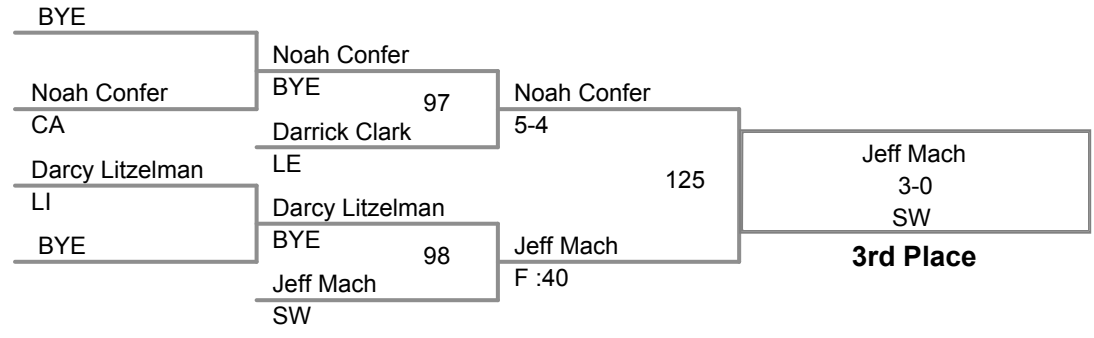 BYE
Noah Confer
CA
Darcy Litzelman
LI
BYE
Noah Confer
BYE
97
Darrick Clark
LE
Darcy Litzelman
BYE
98
Jeff Mach
SW
Noah Confer
5-4
125
Jeff Mach
F :40
Jeff Mach
3-0
SW
3rd Place